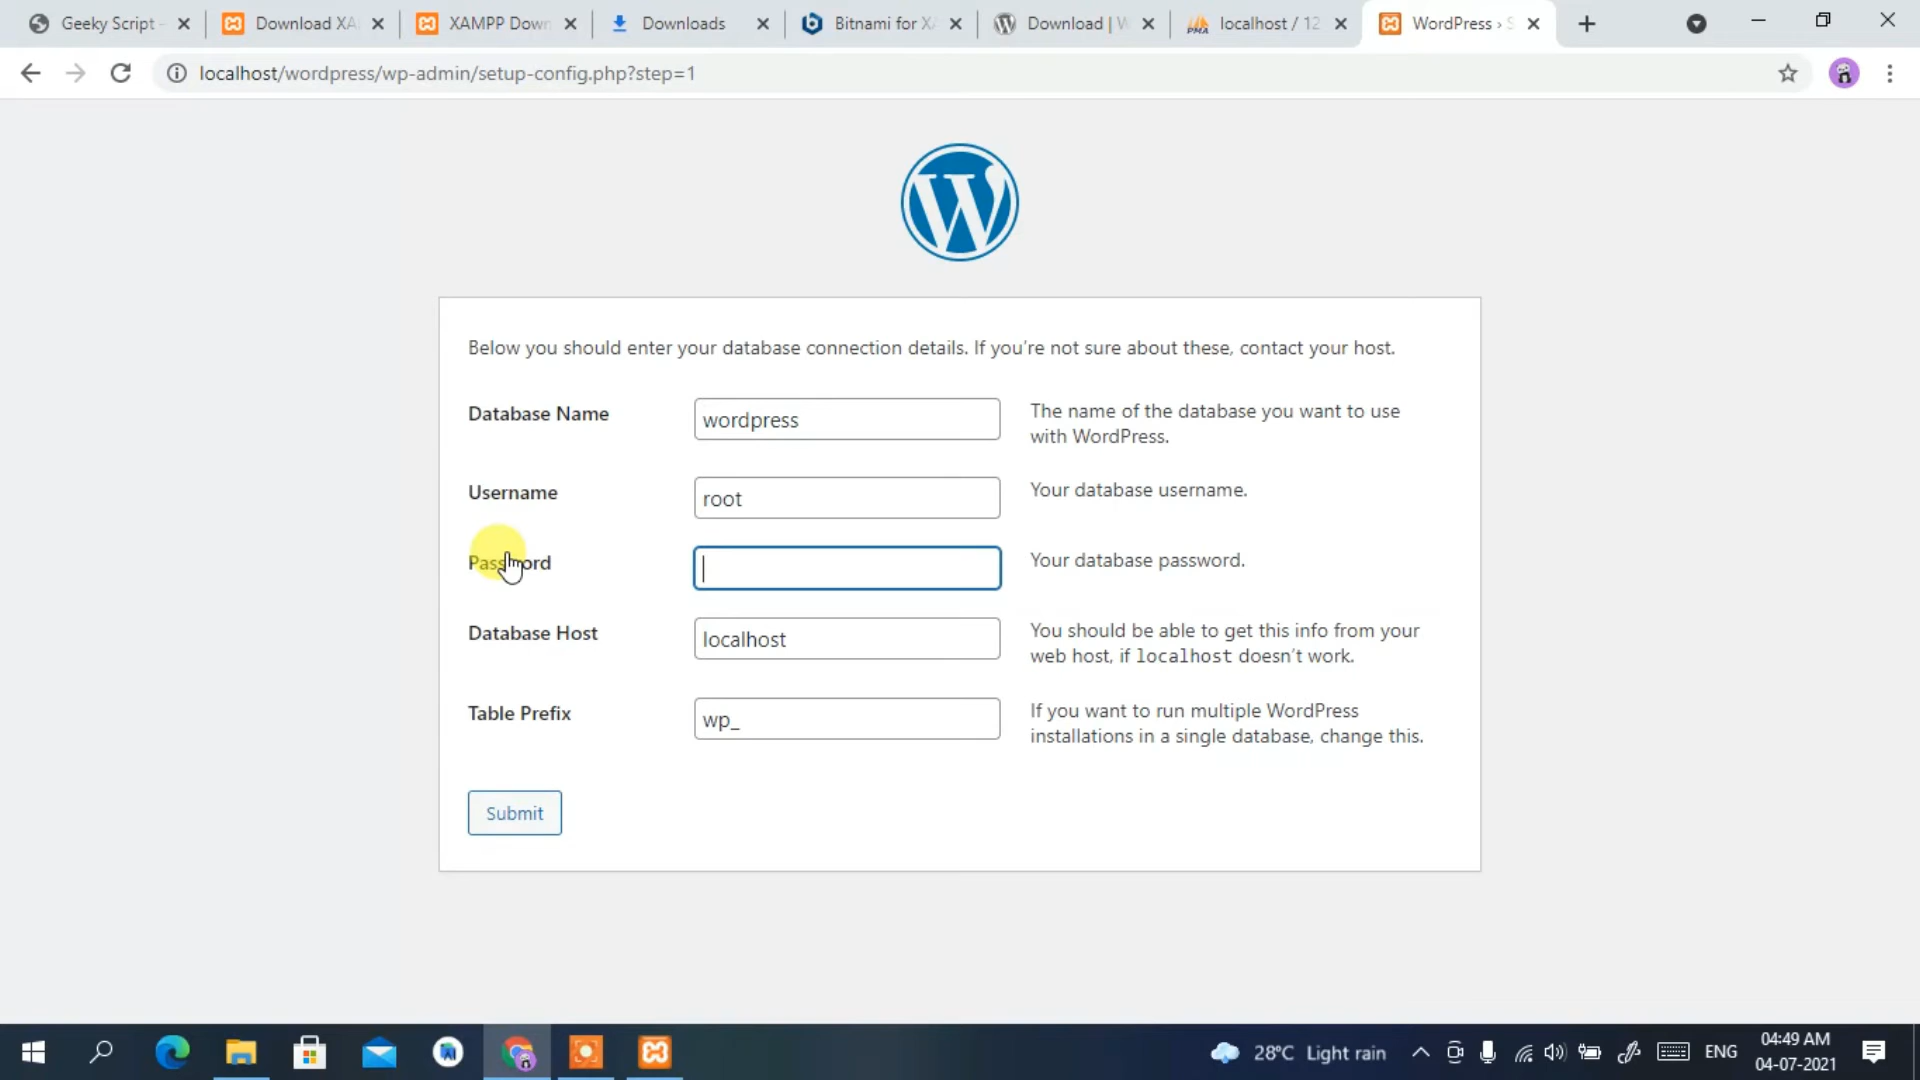 Geeky Script -
Download XA
XAMPP Down
Downloads
Bitnami for XA
Download | W
localhost / 12
WordPress › S
localhost/wordpress/wp-admin/setup-config.php?step=1
Below you should enter your database connection details. If you’re not sure about these, contact your host.
Database Name
wordpress
The name of the database you want to use
with WordPress.
Username
root
Your database username.
Password
Your database password.
Database Host
localhost
You should be able to get this info from your
web host, if localhost doesn’t work.
Table Prefix
wp_
If you want to run multiple WordPress
installations in a single database, change this.
Submit
28°C Light rain
ENG
04:49 AM
04-07-2021